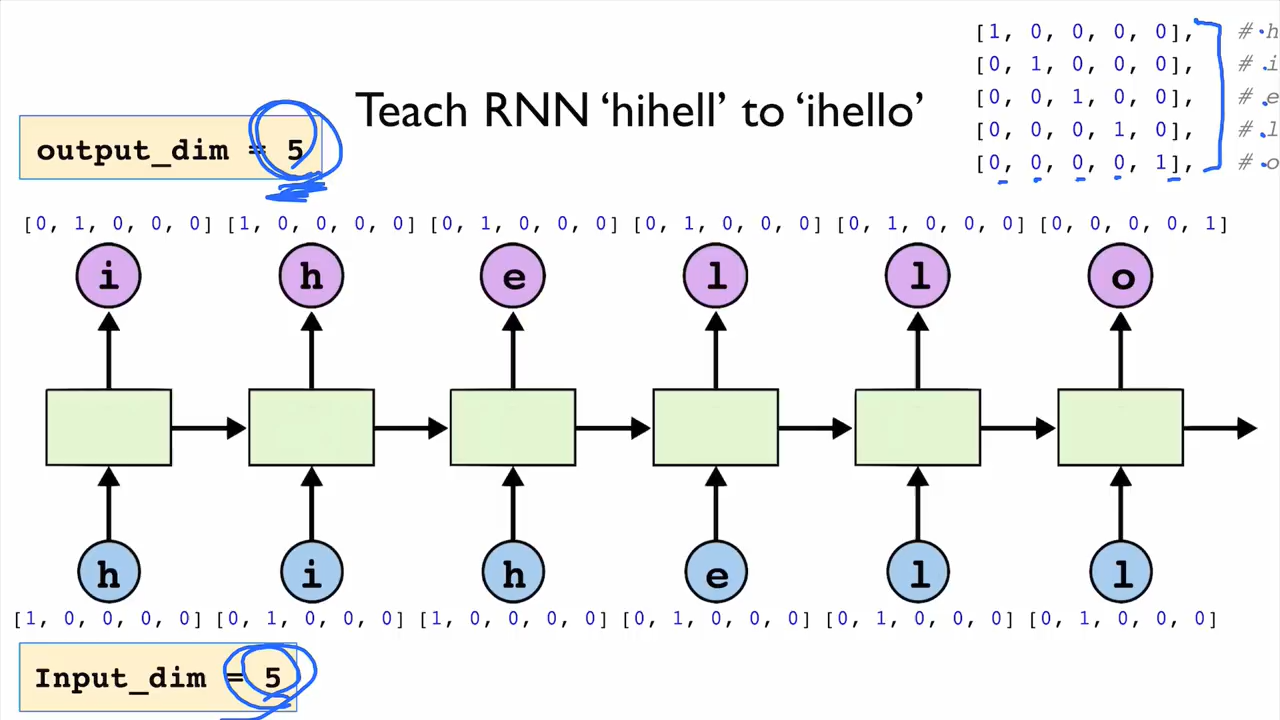 [1, 0, 0, 0, 0], # h
[0, 1, 0, 0, 0], # i
[0, 0, 1, 0, 0], # e
[0, 0, 0, 1, 0], # l
[0, 0, 0, 0, 1], # o
Teach RNN ‘hihell’ to ‘ihello’
output_dim = 5
[0, 1, 0, 0, 0] [1, 0, 0, 0, 0] [0, 1, 0, 0, 0] [0, 1, 0, 0, 0] [0, 1, 0, 0, 0] [0, 0, 0, 0, 1]
i h e l l o
h i h e l l
[1, 0, 0, 0, 0] [0, 1, 0, 0, 0] [1, 0, 0, 0, 0] [0, 1, 0, 0, 0] [0, 1, 0, 0, 0] [0, 1, 0, 0, 0]
Input_dim = 5